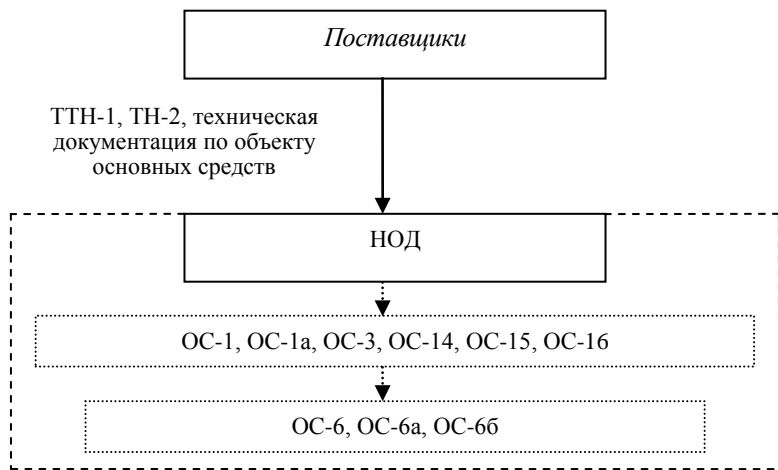 Поставщики
ТТН-1, ТН-2, техническая
документация по объекту
основных средств
НОД
ОС-1, ОС-1а, ОС-3, ОС-14, ОС-15, ОС-16
ОС-6, ОС-6а, ОС-6б